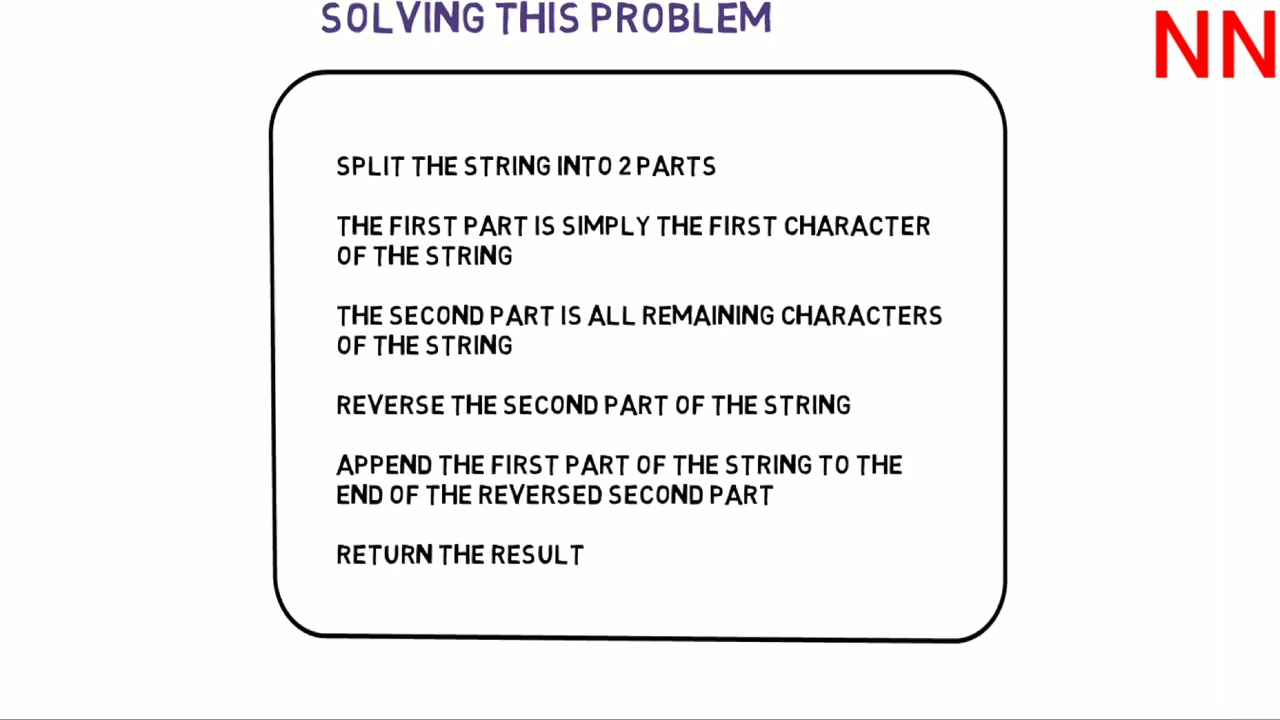 SOLVING THIS PROBLEM
NN
SPLIT THE STRING INTO 2 PARTS
THE FIRST PART IS SIMPLY THE FIRST CHARACTER
OF THE STRING
THE SECOND PART IS ALL REMAINING CHARACTERS
OF THE STRING
REVERSE THE SECOND PART OF THE STRING
APPEND THE FIRST PART OF THE STRING TO THE
END OF THE REVERSED SECOND PART
RETURN THE RESULT